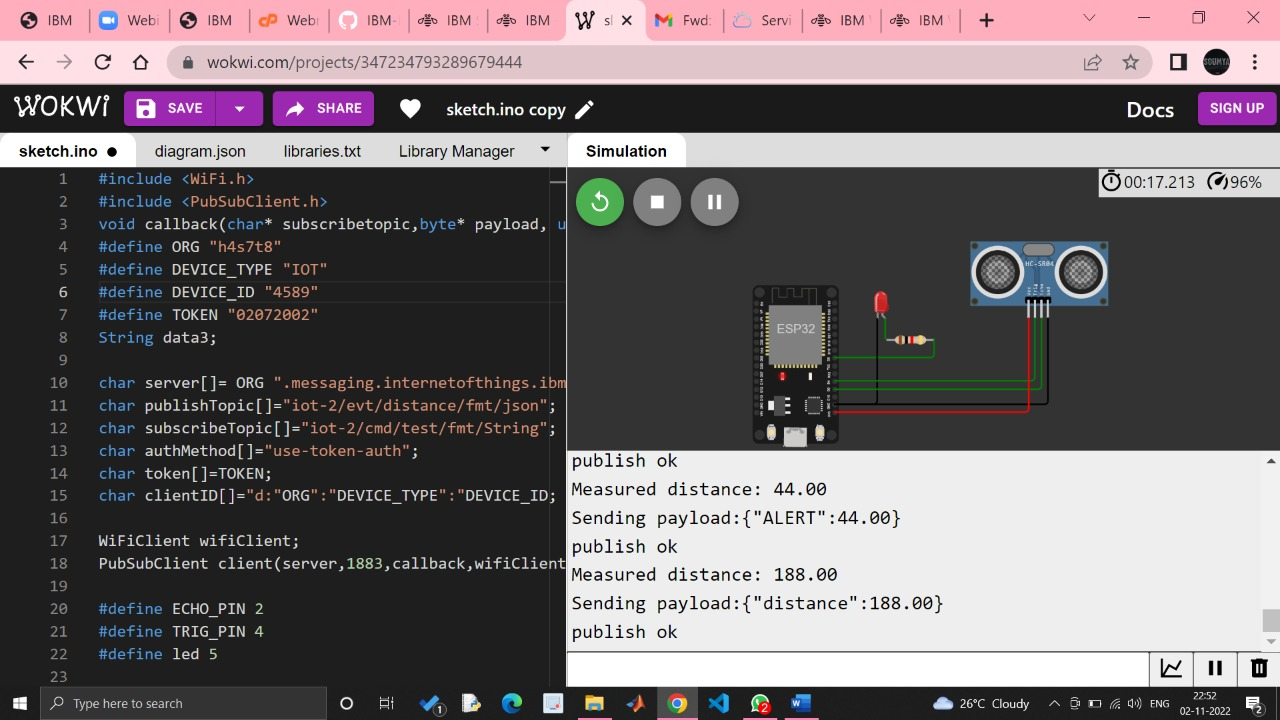 IBM
Webi
IBM
Webr
IBM-
IBM
IBM
Fwd:
Servi
IBM
IBM
wokwi.com/projects/347234793289679444
SOUMYA
WOKWI
SAVE
SHARE
sketch.ino copy
Docs
SIGN UP
sketch.ino
diagram.json
libraries.txt
Library Manager
Simulation
1 #include <WiFi.h>
2 #include <PubSubClient.h>
3 void callback(char* subscribetopic,byte* payload, u
4 #define ORG "h4s7t8"
5 #define DEVICE_TYPE "IOT"
6 #define DEVICE_ID "4589"
7 #define TOKEN "02072002"
8 String data3;
9
10 char server[]= ORG ".messaging.internetofthings.ibm
11 char publishTopic[]="iot-2/evt/distance/fmt/json";
12 char subscribeTopic[]="iot-2/cmd/test/fmt/String";
13 char authMethod[]="use-token-auth";
14 char token[]=TOKEN;
15 char clientID[]="d:"ORG":"DEVICE_TYPE":"DEVICE_ID;
16
17 WiFiClient wifiClient;
18 PubSubClient client(server,1883,callback,wifiClient
19
20 #define ECHO_PIN 2
21 #define TRIG_PIN 4
22 #define led 5
23
00:17.213 96%
HC-SR04
ESP32
publish ok
Measured distance: 44.00
Sending payload:{"ALERT":44.00}
publish ok
Measured distance: 188.00
Sending payload:{"distance":188.00}
publish ok
Type here to search
1
2
26°C Cloudy
ENG
22:52
02-11-2022
2